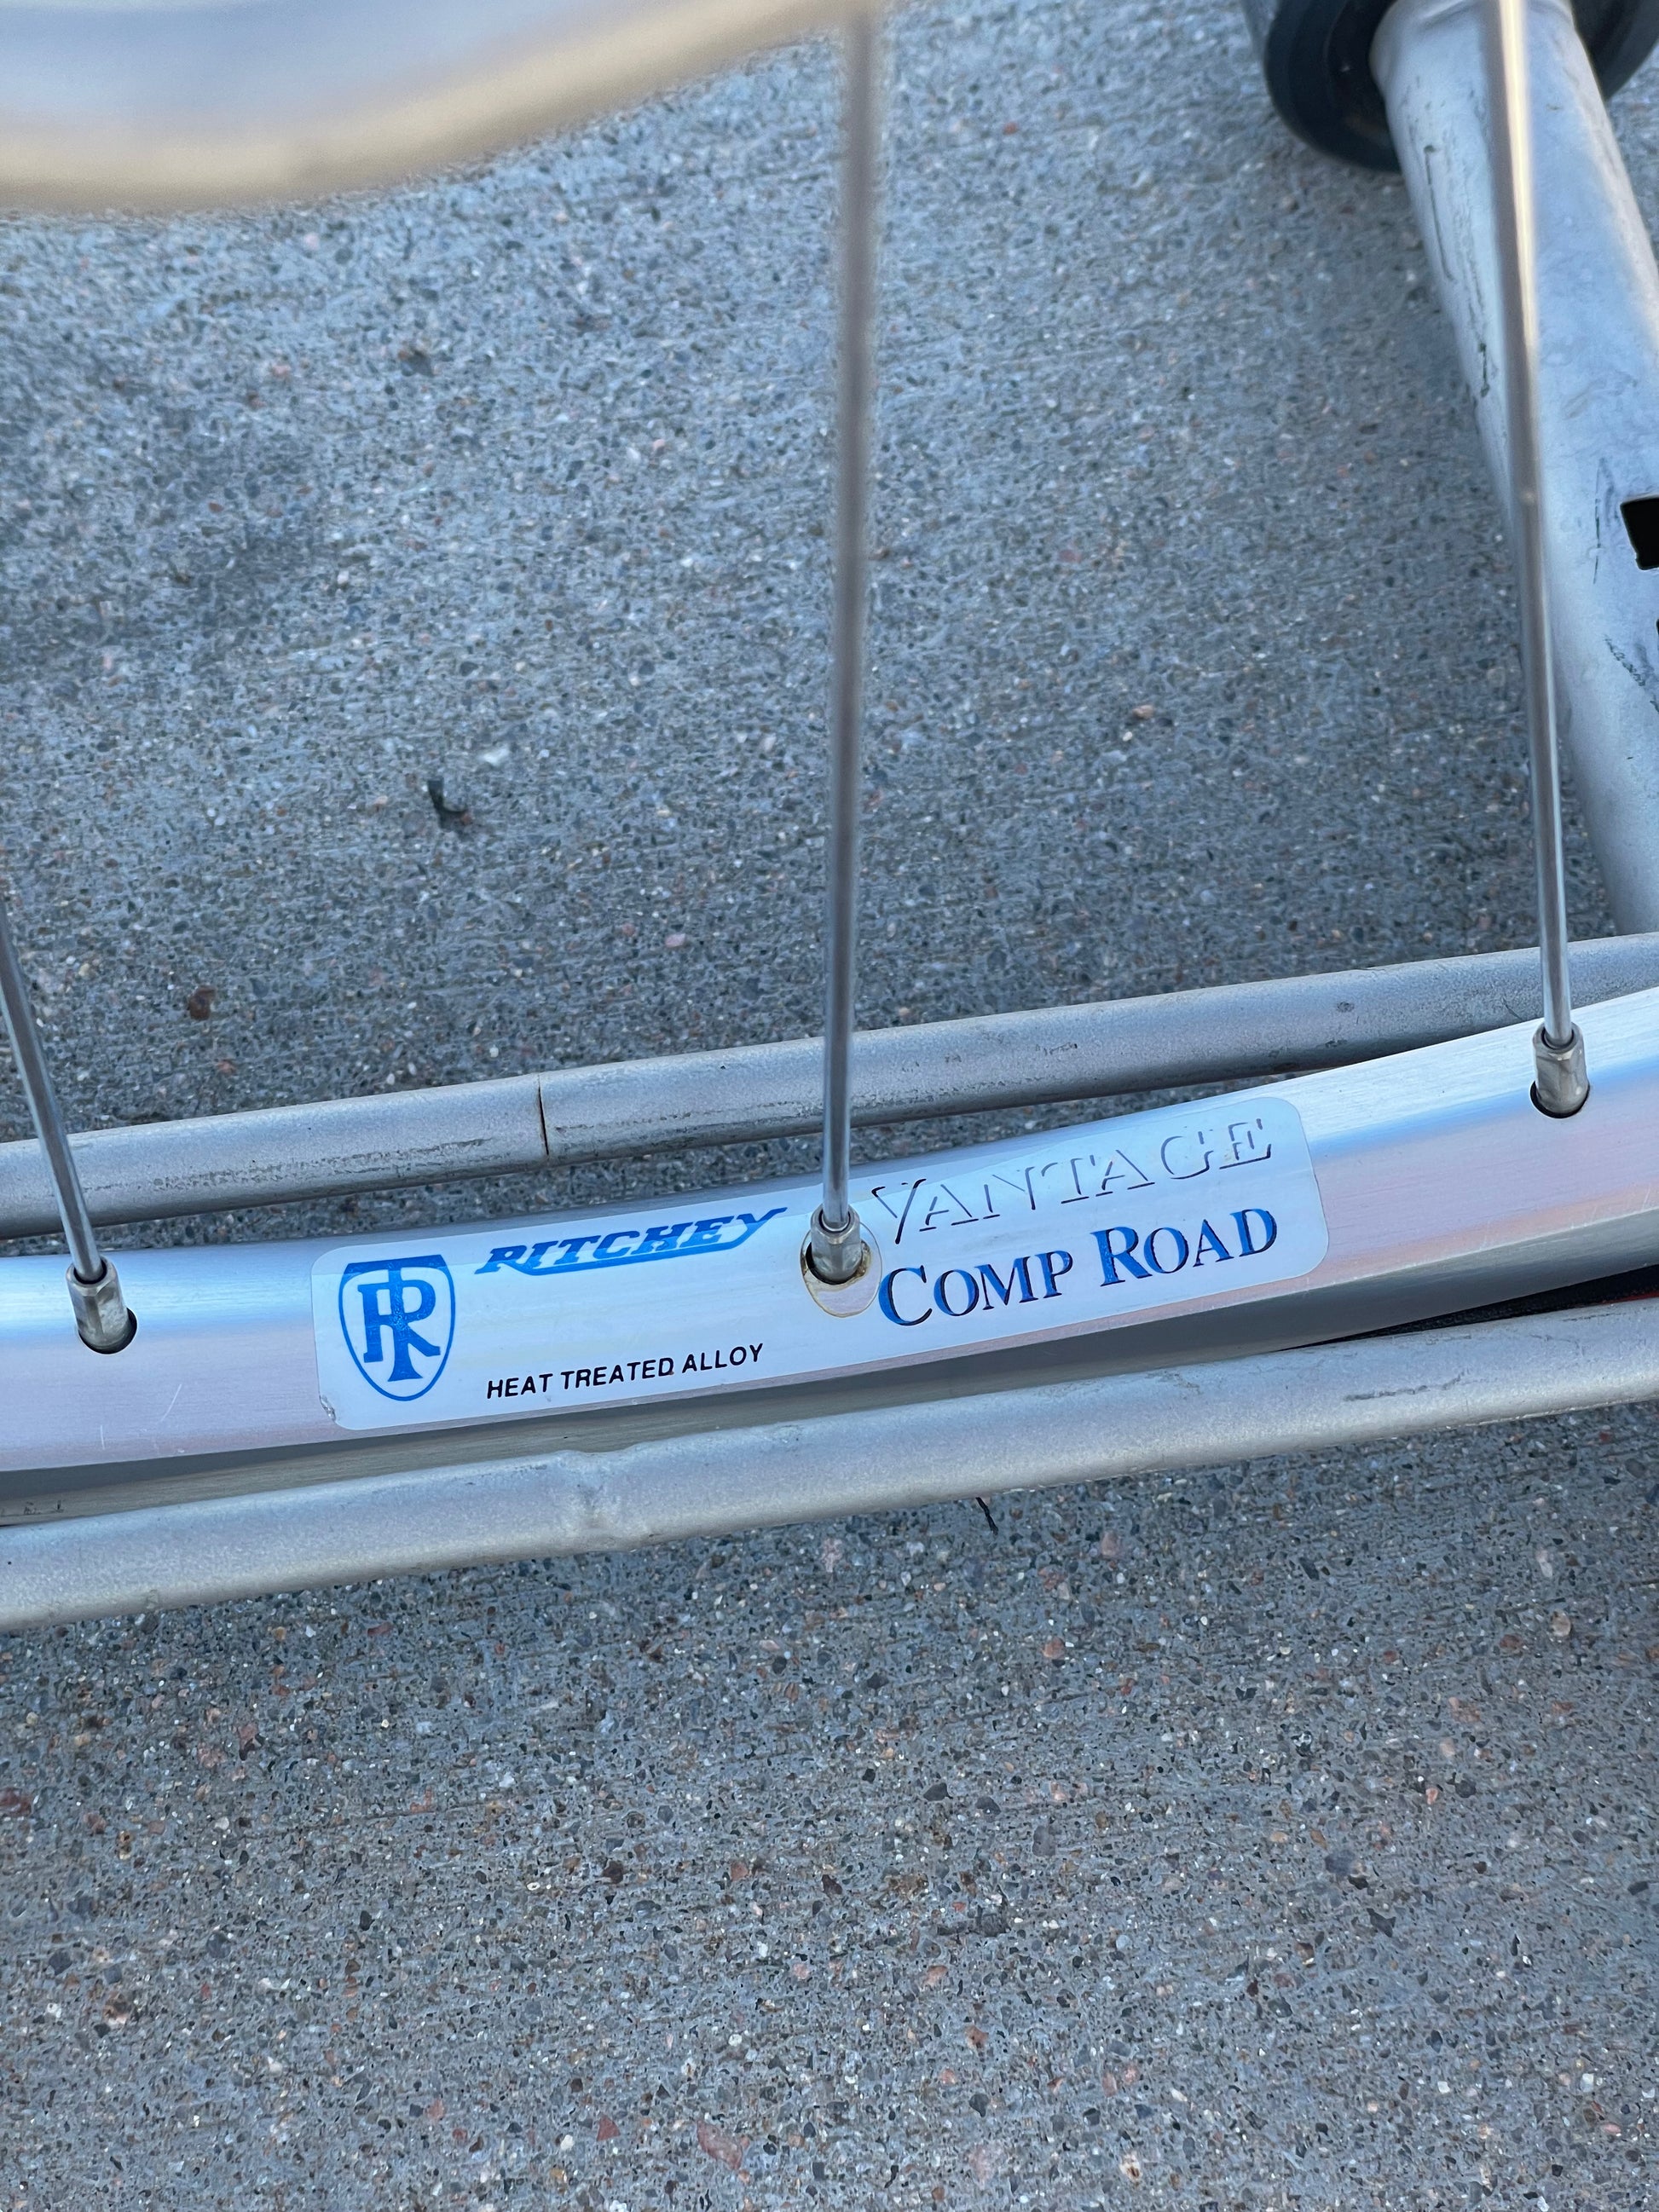 RITCHEY
HEAT TREATED ALLOY
VANTAGE
COMP ROAD